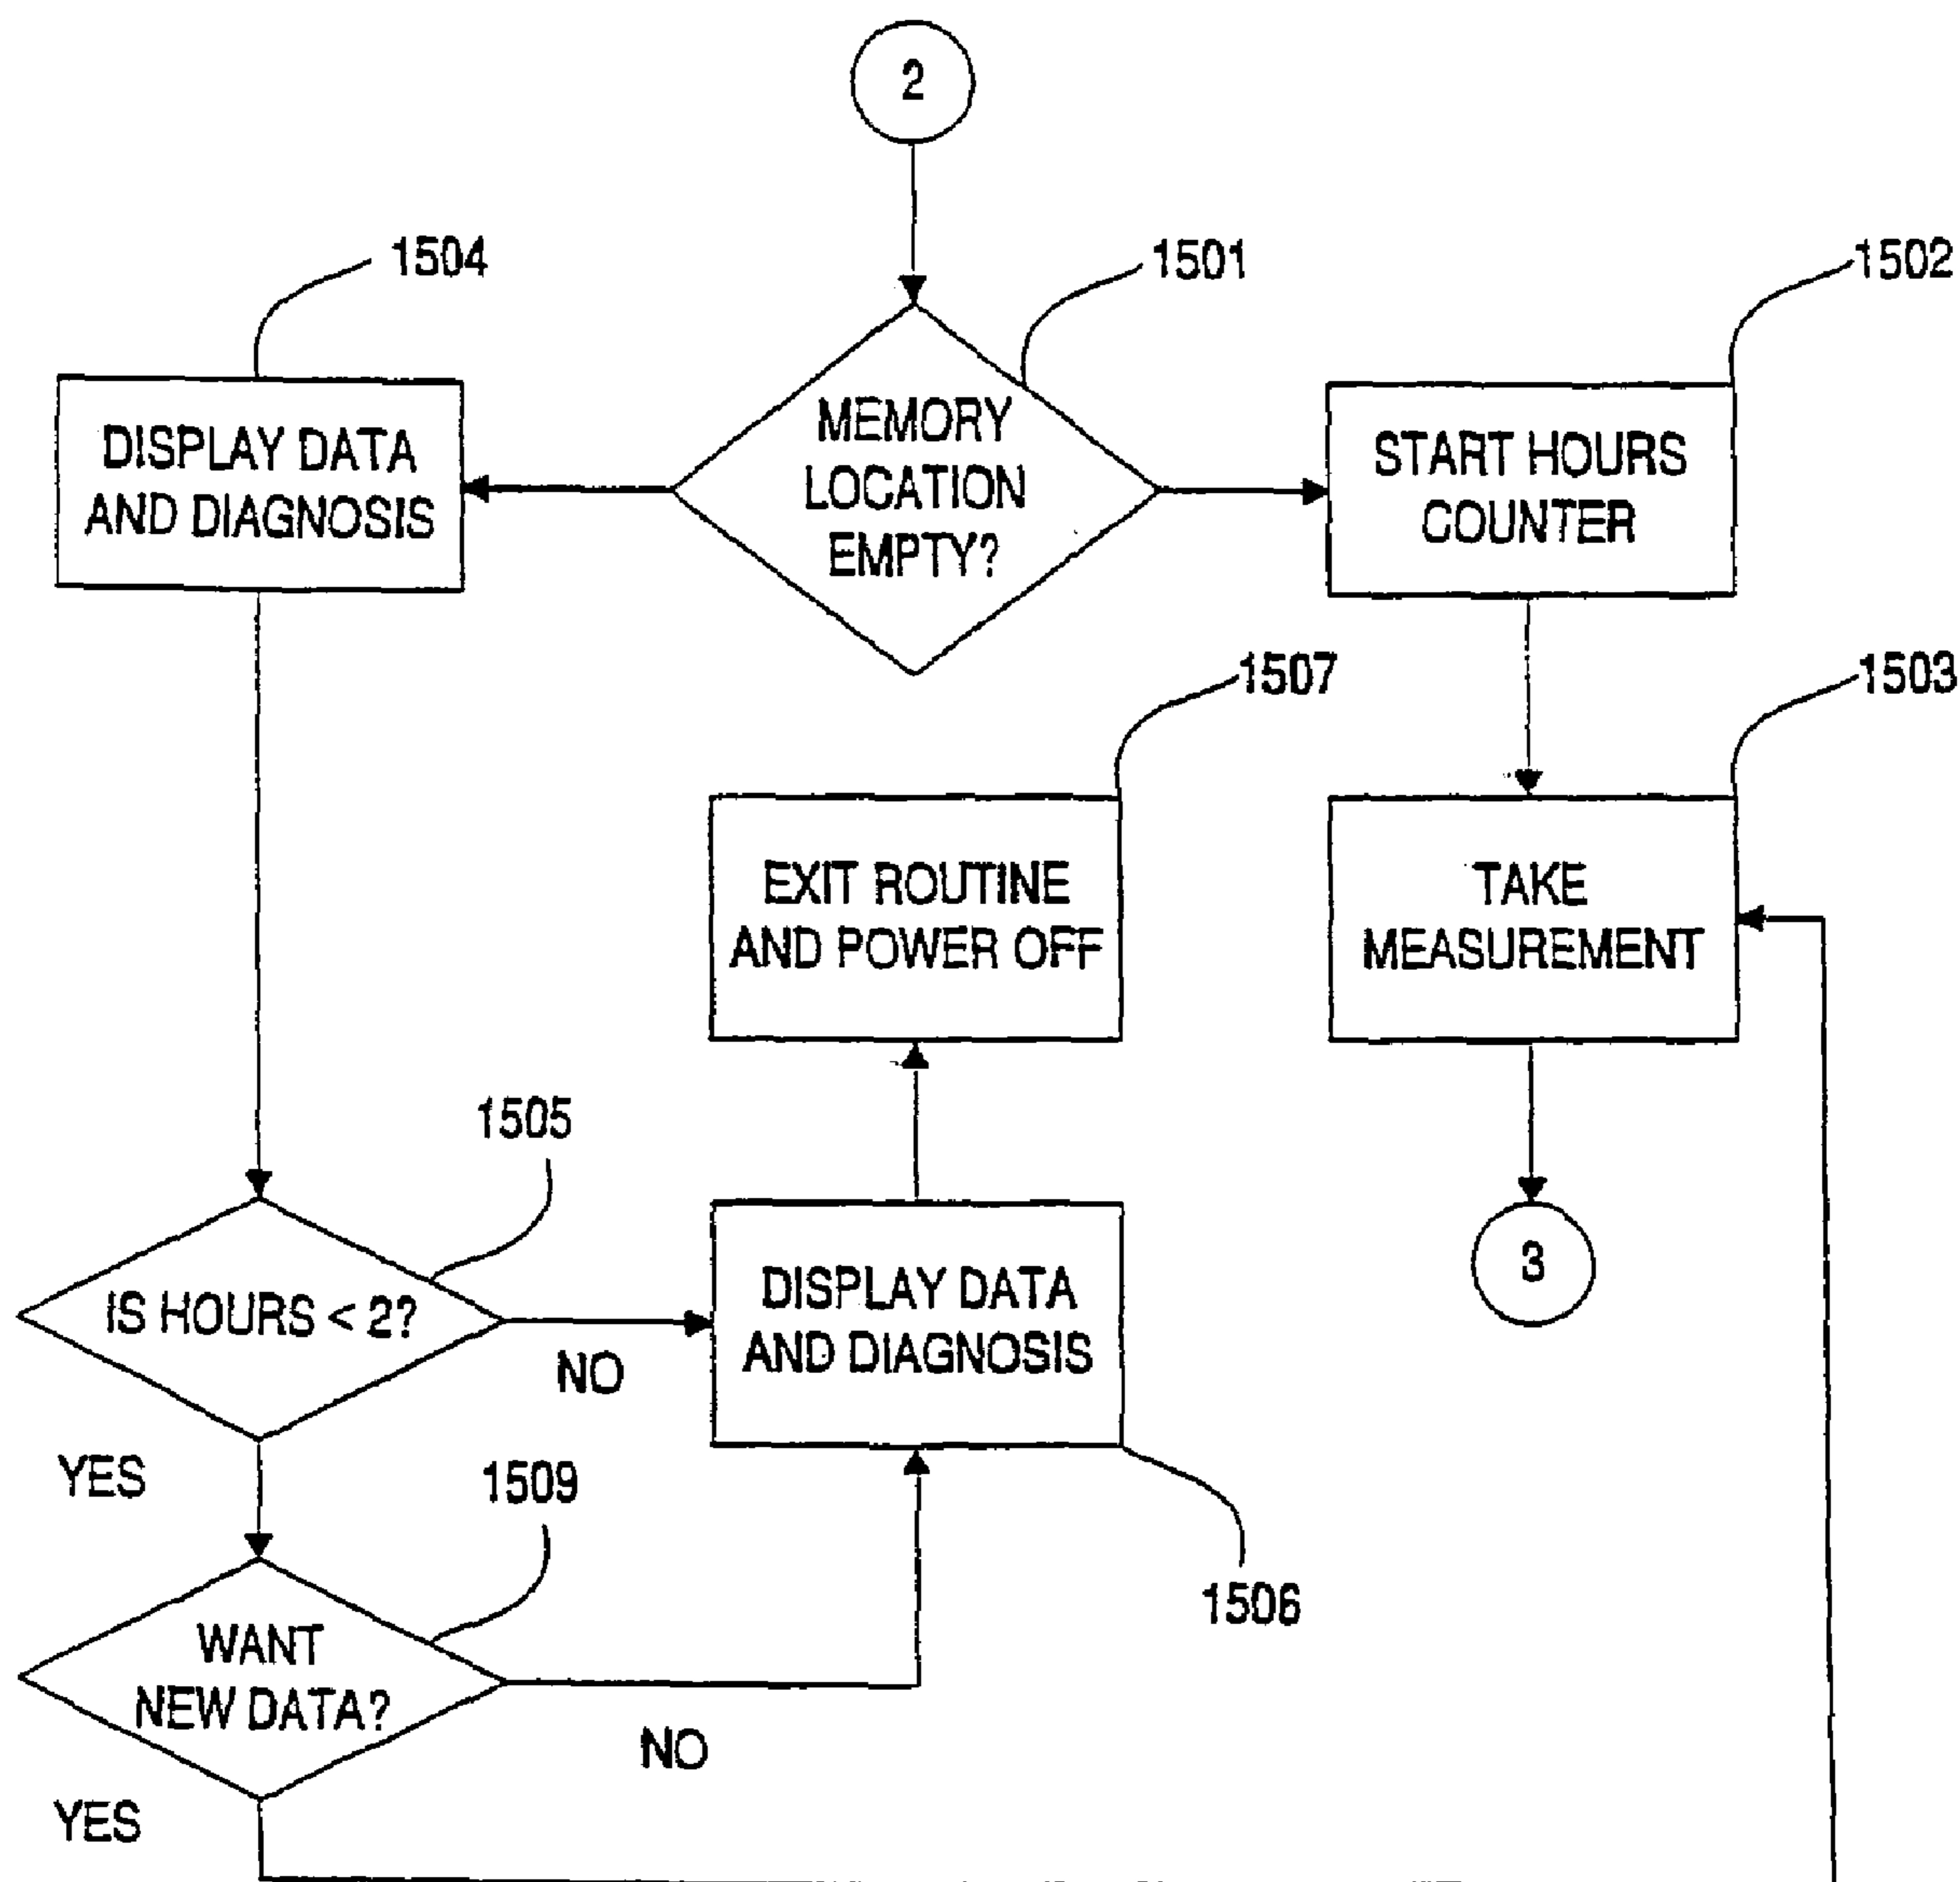 2
1504
1501
1502
DISPLAY DATA
AND DIAGNOSIS
MEMORY
LOCATION
EMPTY?
START HOURS
COUNTER
1507
1503
EXIT ROUTINE
AND POWER OFF
TAKE
MEASUREMENT
1505
IS HOURS < 2?
NO
DISPLAY DATA
AND DIAGNOSIS
3
YES
1509
1506
WANT
NEW DATA?
NO
YES